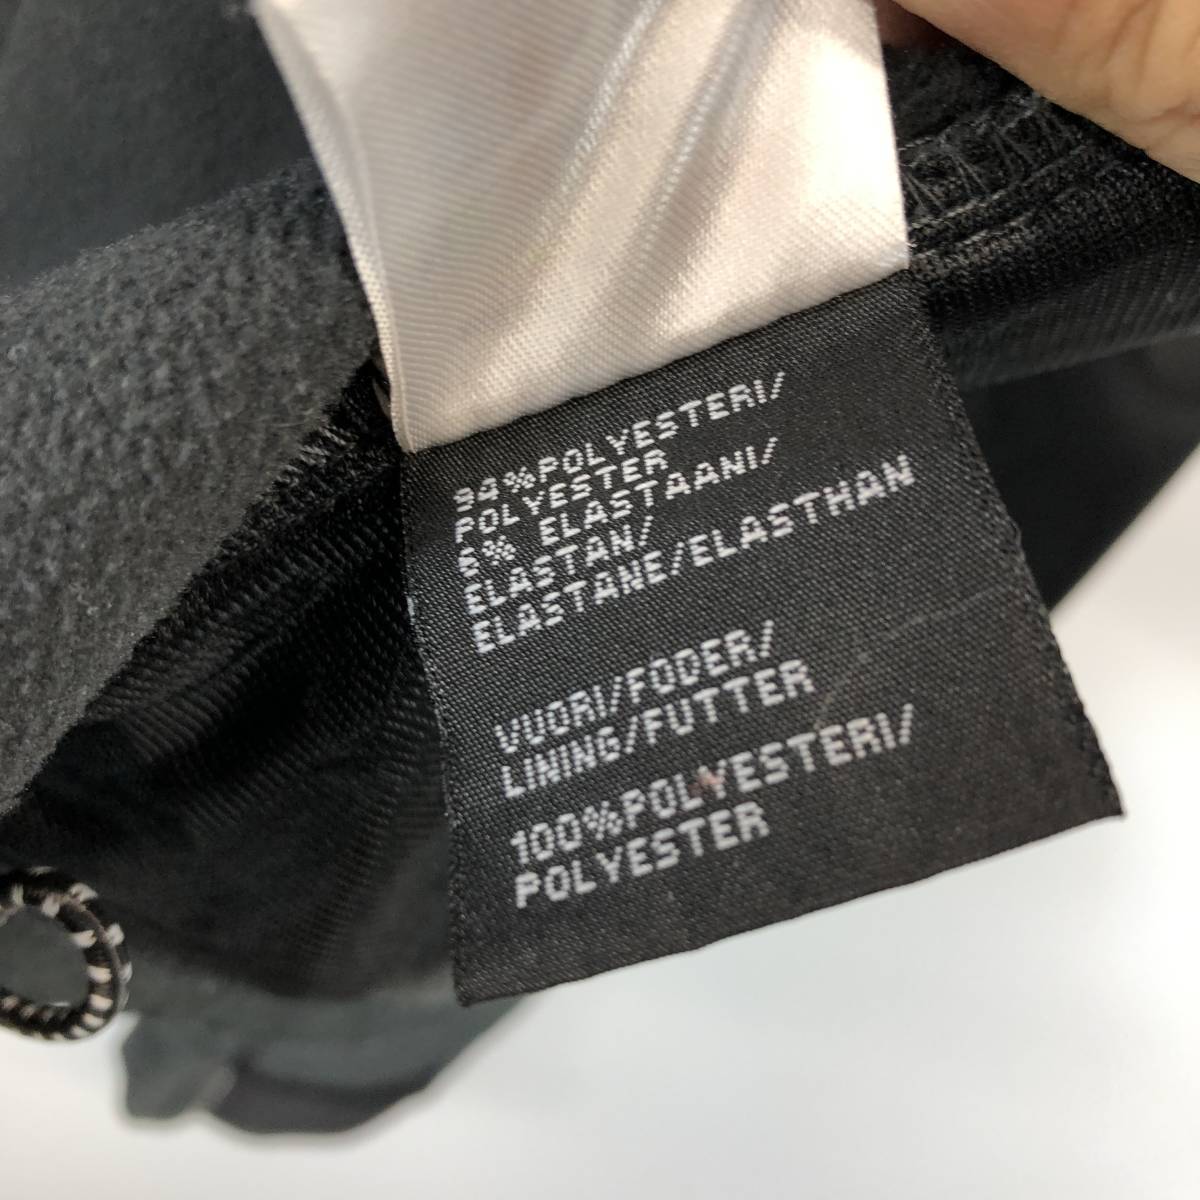 94%POLYESTERI/
POLYESTER
6% ELASTAANI/
ELASTAN/
ELASTANE/ELASTHAN
VUORI/FODER/
LINING/FUTTER
100%POLYESTERI/
POLYESTER